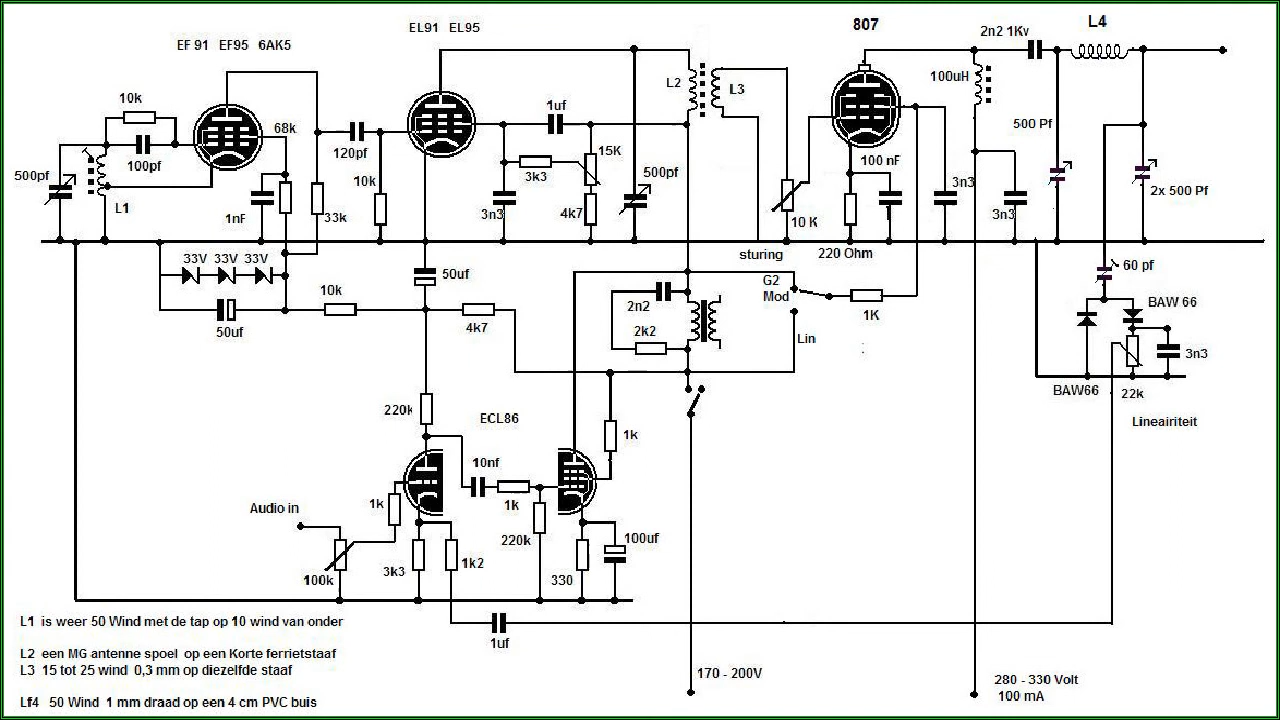 EF 91 EF95 6AK5
EL91 EL95
807
2n2 1Kv
L4
10k
100pf
68k
500pf
L1
1nF
33k
120pf
10k
1uf
15K
3k3
3n3
4k7
500pf
L2
L3
10 K
sturing
100 nF
220 Ohm
3n3
100uH
3n3
500 Pf
2x 500 Pf
33V 33V 33V
50uf
10k
50uf
4k7
2n2
2k2
G2
Mod
Lin
1K
60 pf
BAW 66
3n3
BAW66
22k
Lineairiteit
220k
ECL86
10nf
1k
1k
Audio in
1k
100k
3k3
1k2
220k
330
100uf
1uf
170 - 200V
280 - 330 Volt
100 mA
L1 is weer 50 Wind met de tap op 10 wind van onder
L2 een MG antenne spoel op een Korte ferrietstaaf
L3 15 tot 25 wind 0,3 mm op diezelfde staaf
Lf4 50 Wind 1 mm draad op een 4 cm PVC buis